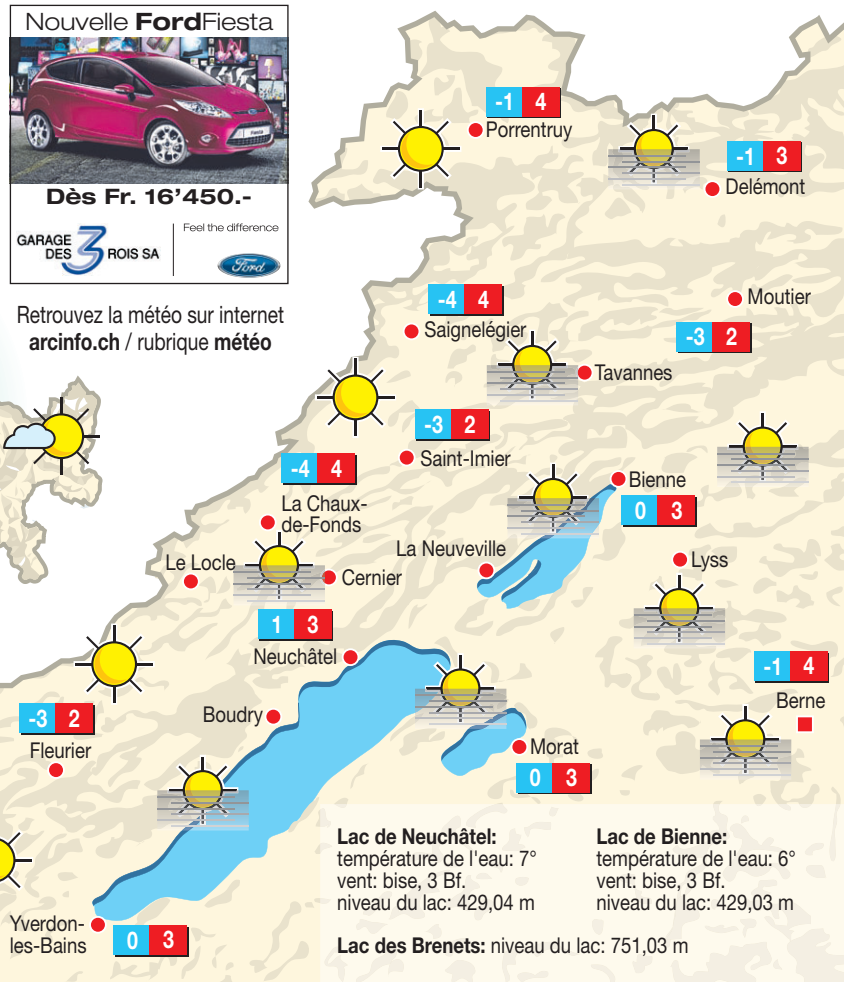 Nouvelle FordFiesta
Fiesta
Dès Fr. 16'450.-
GARAGE DES 3 ROIS SA
Feel the difference
Ford
Retrouvez la météo sur internet
arcinfo.ch / rubrique météo
-1 4
Porrentruy
-1 3
Delémont
-4 4
Saignelégier
Moutier
-3 2
Tavannes
-3 2
Saint-Imier
-4 4
La Chaux-
de-Fonds
Bienne
0 3
La Neuveville
Le Locle
Cernier
Lyss
1 3
Neuchâtel
-1 4
Berne
-3 2
Fleurier
Boudry
Morat
0 3
Yverdon-
les-Bains
0 3
Lac de Neuchâtel:
température de l'eau: 7°
vent: bise, 3 Bf.
niveau du lac: 429,04 m
Lac de Bienne:
température de l'eau: 6°
vent: bise, 3 Bf.
niveau du lac: 429,03 m
Lac des Brenets: niveau du lac: 751,03 m